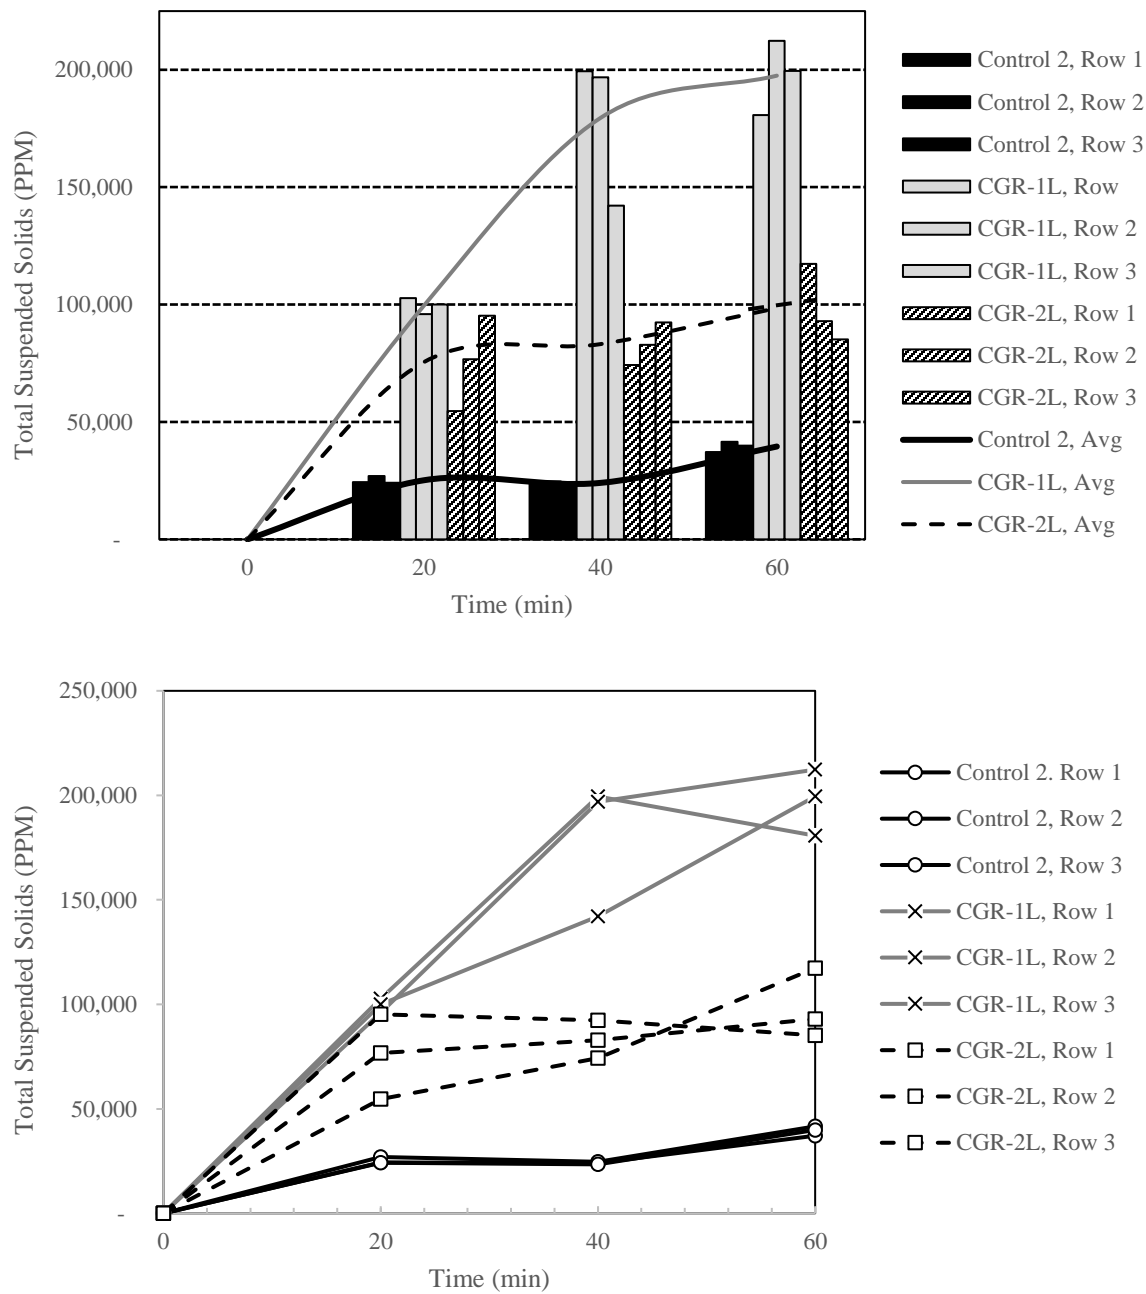 Total Suspended Solids (PPM)
200,000
150,000
100,000
50,000
-
0
20
40
60
Time (min)
Control 2, Row 1
Control 2, Row 2
Control 2, Row 3
CGR-1L, Row
CGR-1L, Row 2
CGR-1L, Row 3
CGR-2L, Row 1
CGR-2L, Row 2
CGR-2L, Row 3
Control 2, Avg
CGR-1L, Avg
CGR-2L, Avg
Total Suspended Solids (PPM)
250,000
200,000
150,000
100,000
50,000
-
0
20
40
60
Time (min)
Control 2. Row 1
Control 2, Row 2
Control 2, Row 3
CGR-1L, Row 1
CGR-1L, Row 2
CGR-1L, Row 3
CGR-2L, Row 1
CGR-2L, Row 2
CGR-2L, Row 3